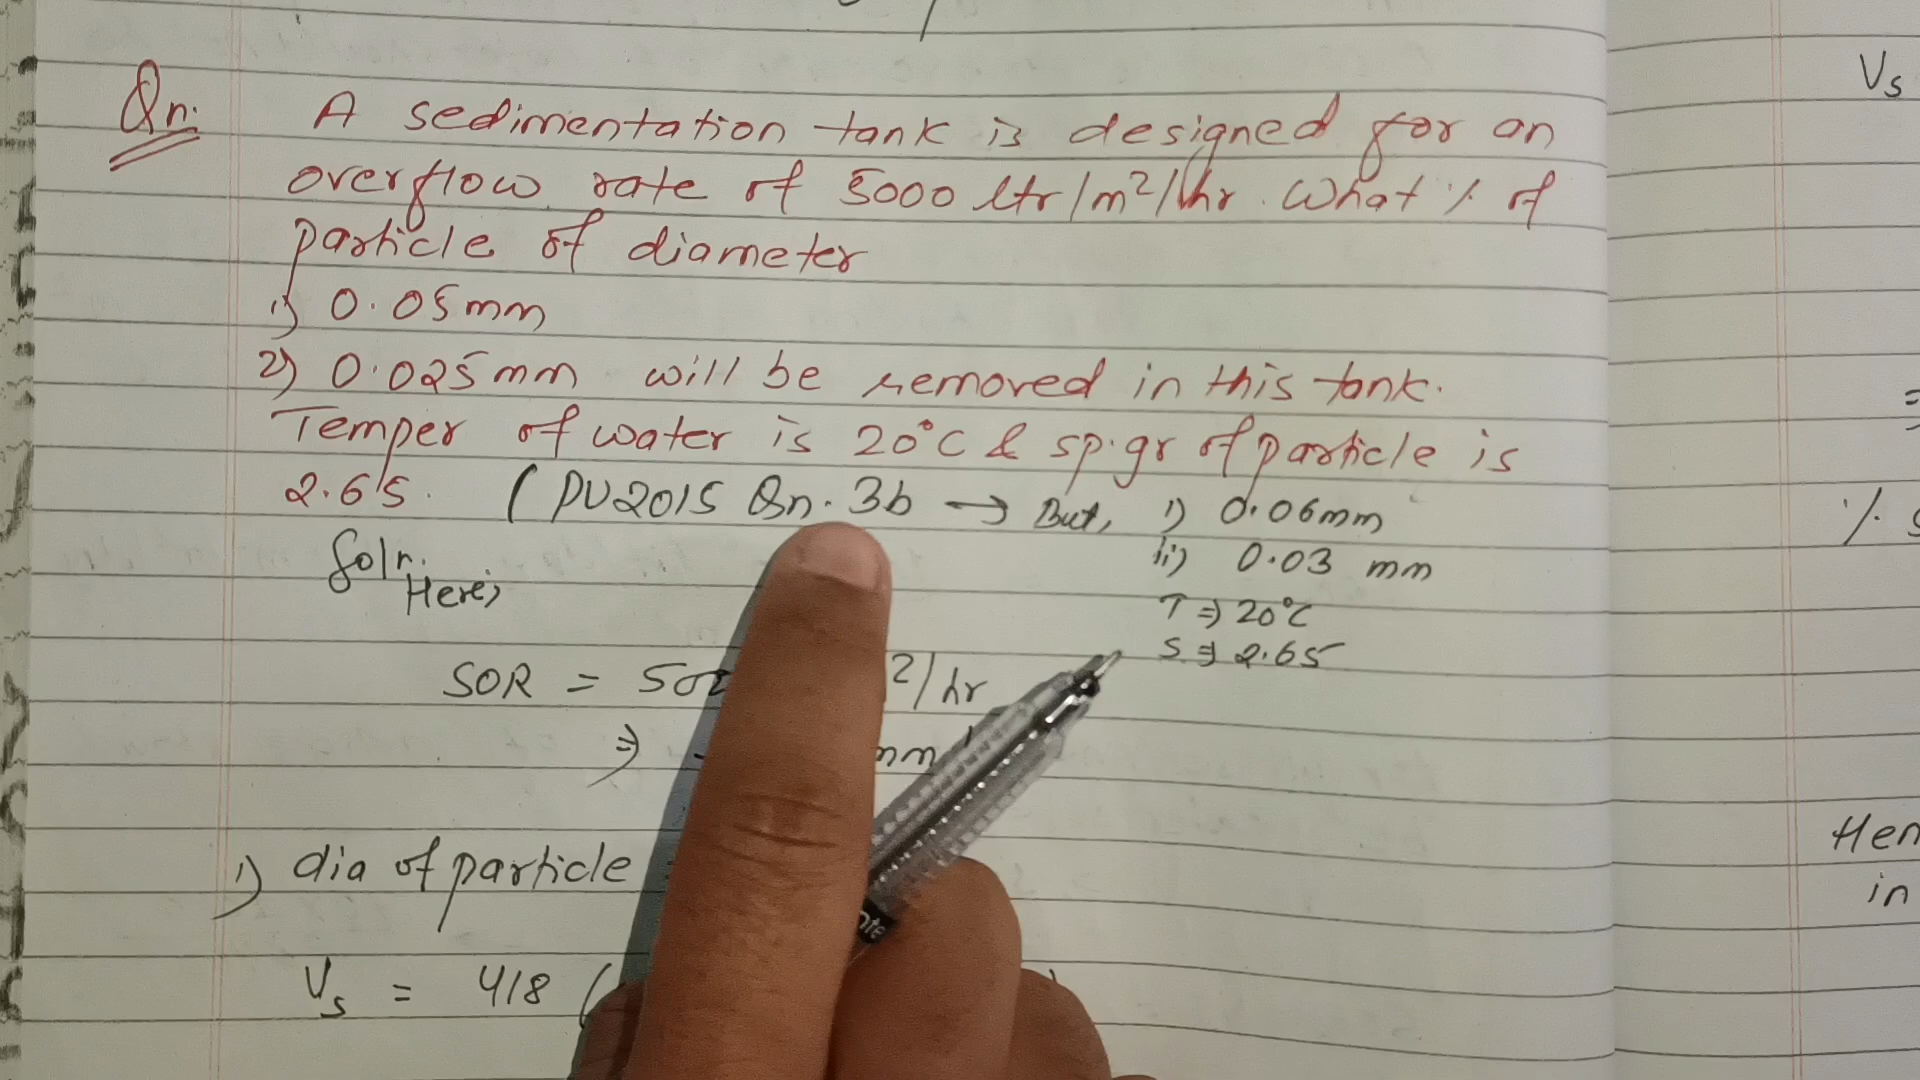 Qn. A sedimentation tank is designed for an
overflow rate of 5000 ltr/m²/hr. What % of
particle of diameter
1) 0.05mm
2) 0.025mm will be removed in this tank.
Temper of water is 20°C & sp.gr of particle is
2.65. (PU2015 Qn. 3b → But, i) 0.06mm
ii) 0.03 mm
T ⇒ 20°C
S ⇒ 2.65
Soln.
Here;
SOR = 2/hr
⇒ mm
1) dia of particle
Vs = 418 (
Vs
=
⇒
%
Hen
in